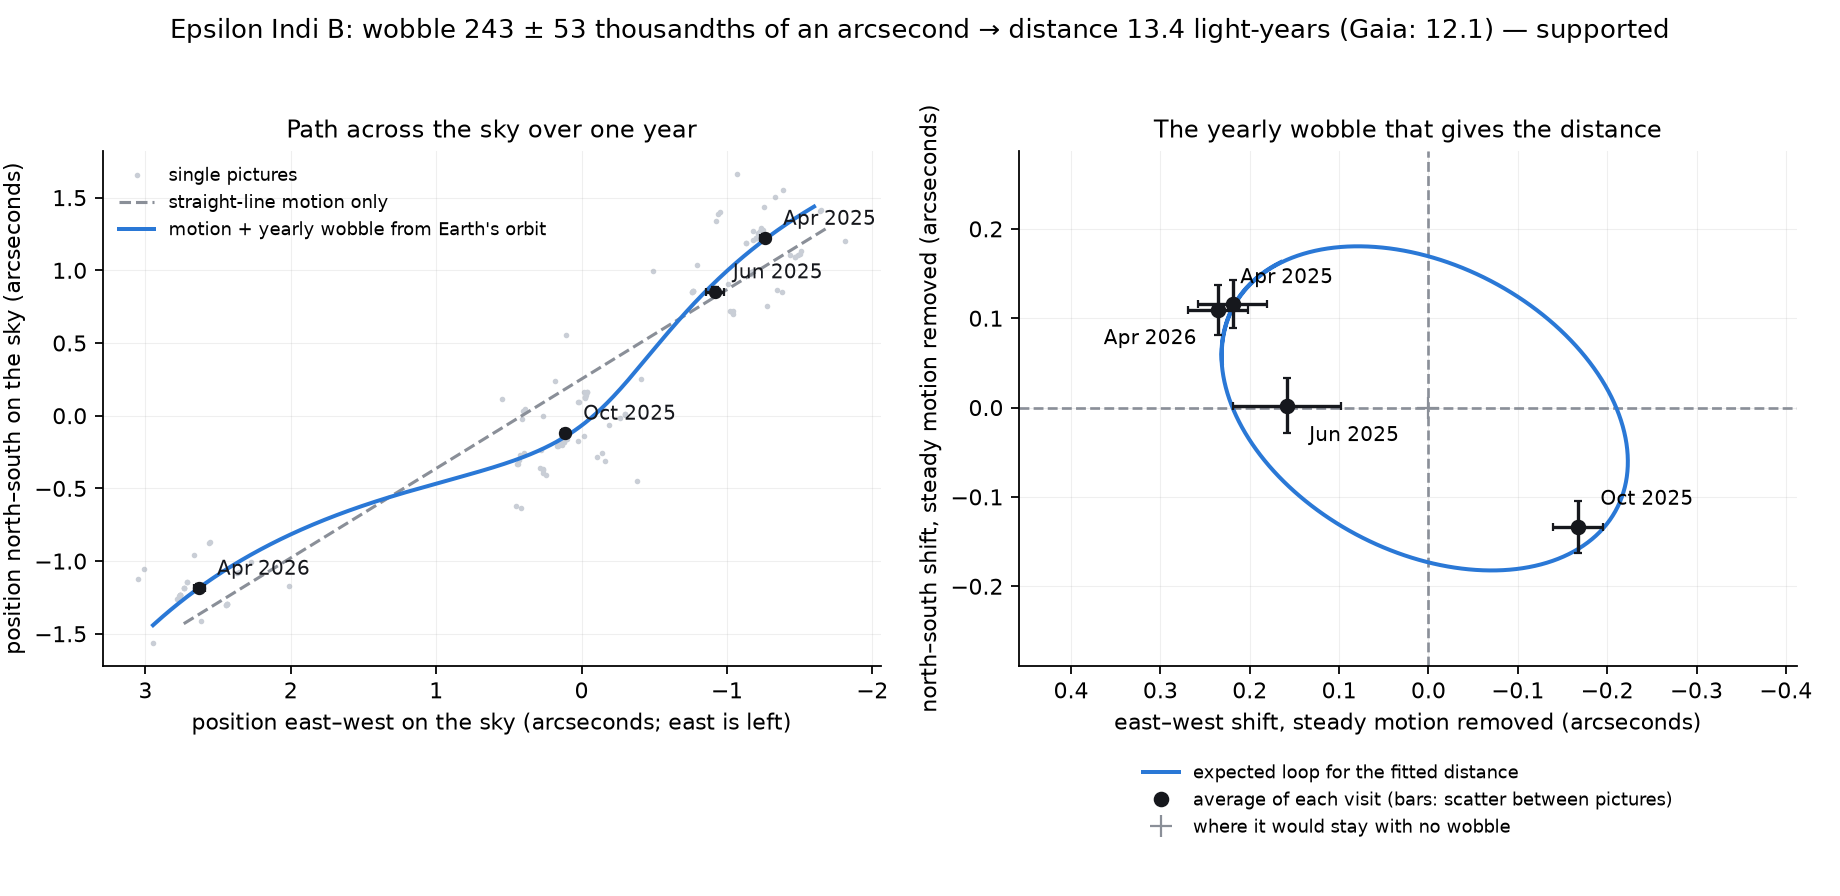 Epsilon Indi B: wobble 243 ± 53 thousandths of an arcsecond → distance 13.4 light-years (Gaia: 12.1) — supported
Path across the sky over one year
position north–south on the sky (arcseconds)
1.5
1.0
0.5
0.0
−0.5
−1.0
−1.5
single pictures
straight-line motion only
motion + yearly wobble from Earth's orbit
Apr 2025
Jun 2025
Oct 2025
Apr 2026
3 2 1 0 −1 −2
position east–west on the sky (arcseconds; east is left)
The yearly wobble that gives the distance
north–south shift, steady motion removed (arcseconds)
0.2
0.1
0.0
−0.1
−0.2
Apr 2025
Apr 2026
Jun 2025
Oct 2025
0.4 0.3 0.2 0.1 0.0 −0.1 −0.2 −0.3 −0.4
east–west shift, steady motion removed (arcseconds)
expected loop for the fitted distance
average of each visit (bars: scatter between pictures)
where it would stay with no wobble